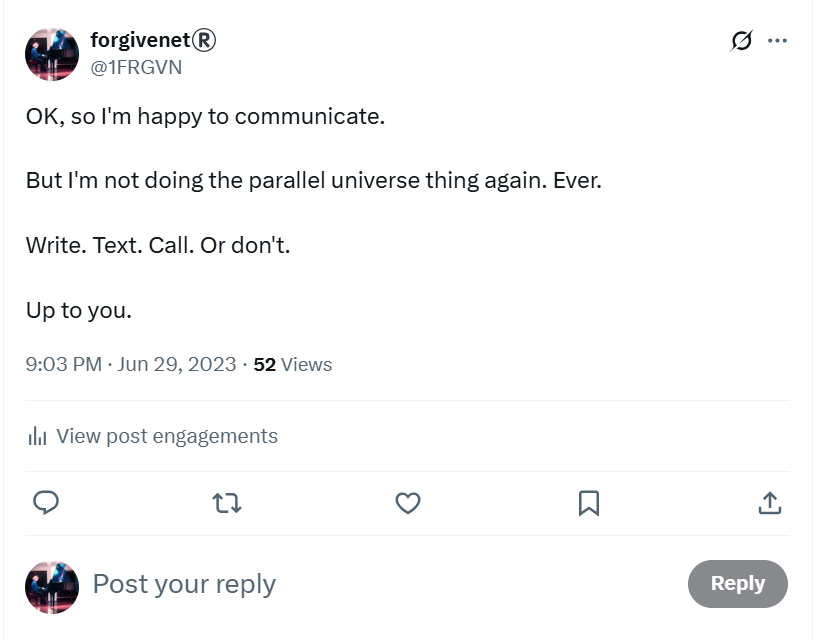 forgivenet®
@1FRGVN
OK, so I'm happy to communicate.
But I'm not doing the parallel universe thing again. Ever.
Write. Text. Call. Or don't.
Up to you.
9:03 PM · Jun 29, 2023 · 52 Views
View post engagements
Post your reply
Reply